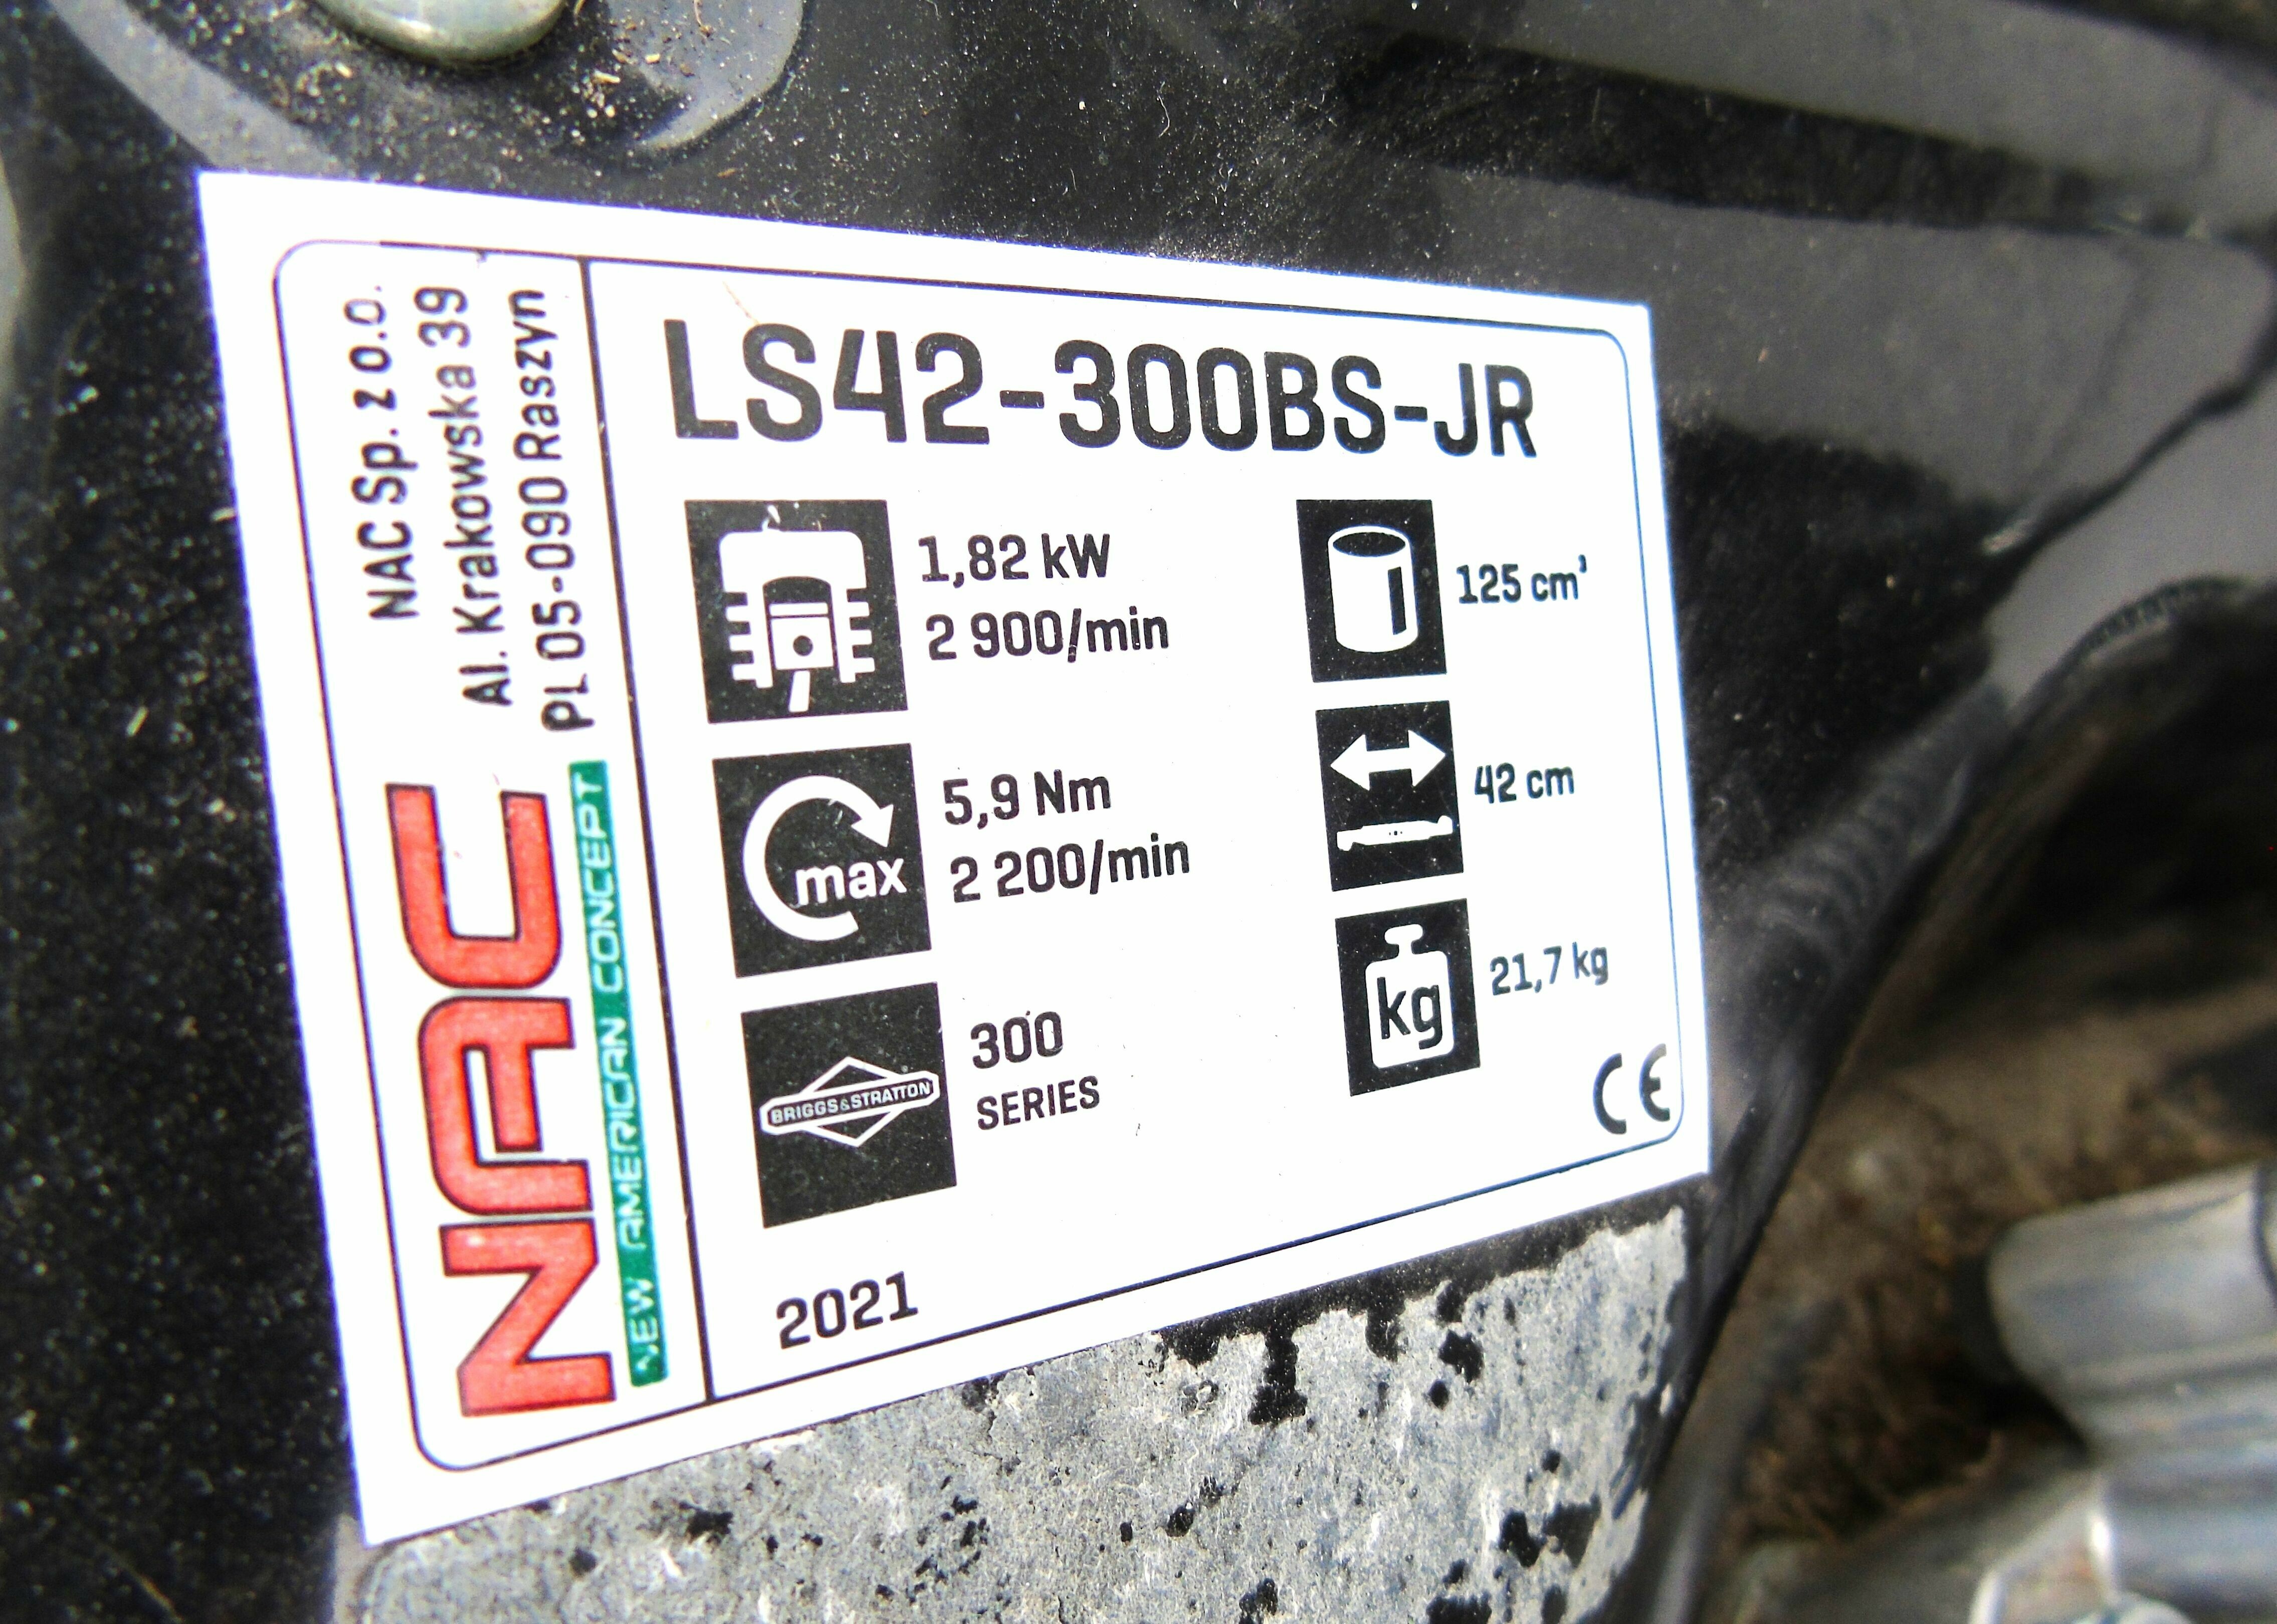 NAC Sp. z o.o.
Al. Krakowska 39
PL 05-090 Raszyn
NAC
NEW AMERICAN CONCEPT
LS42-300BS-JR
1,82 kW
2 900/min
125 cm³
max
5,9 Nm
2 200/min
42 cm
BRIGGS&STRATTON
300
SERIES
kg
21,7 kg
CE
2021